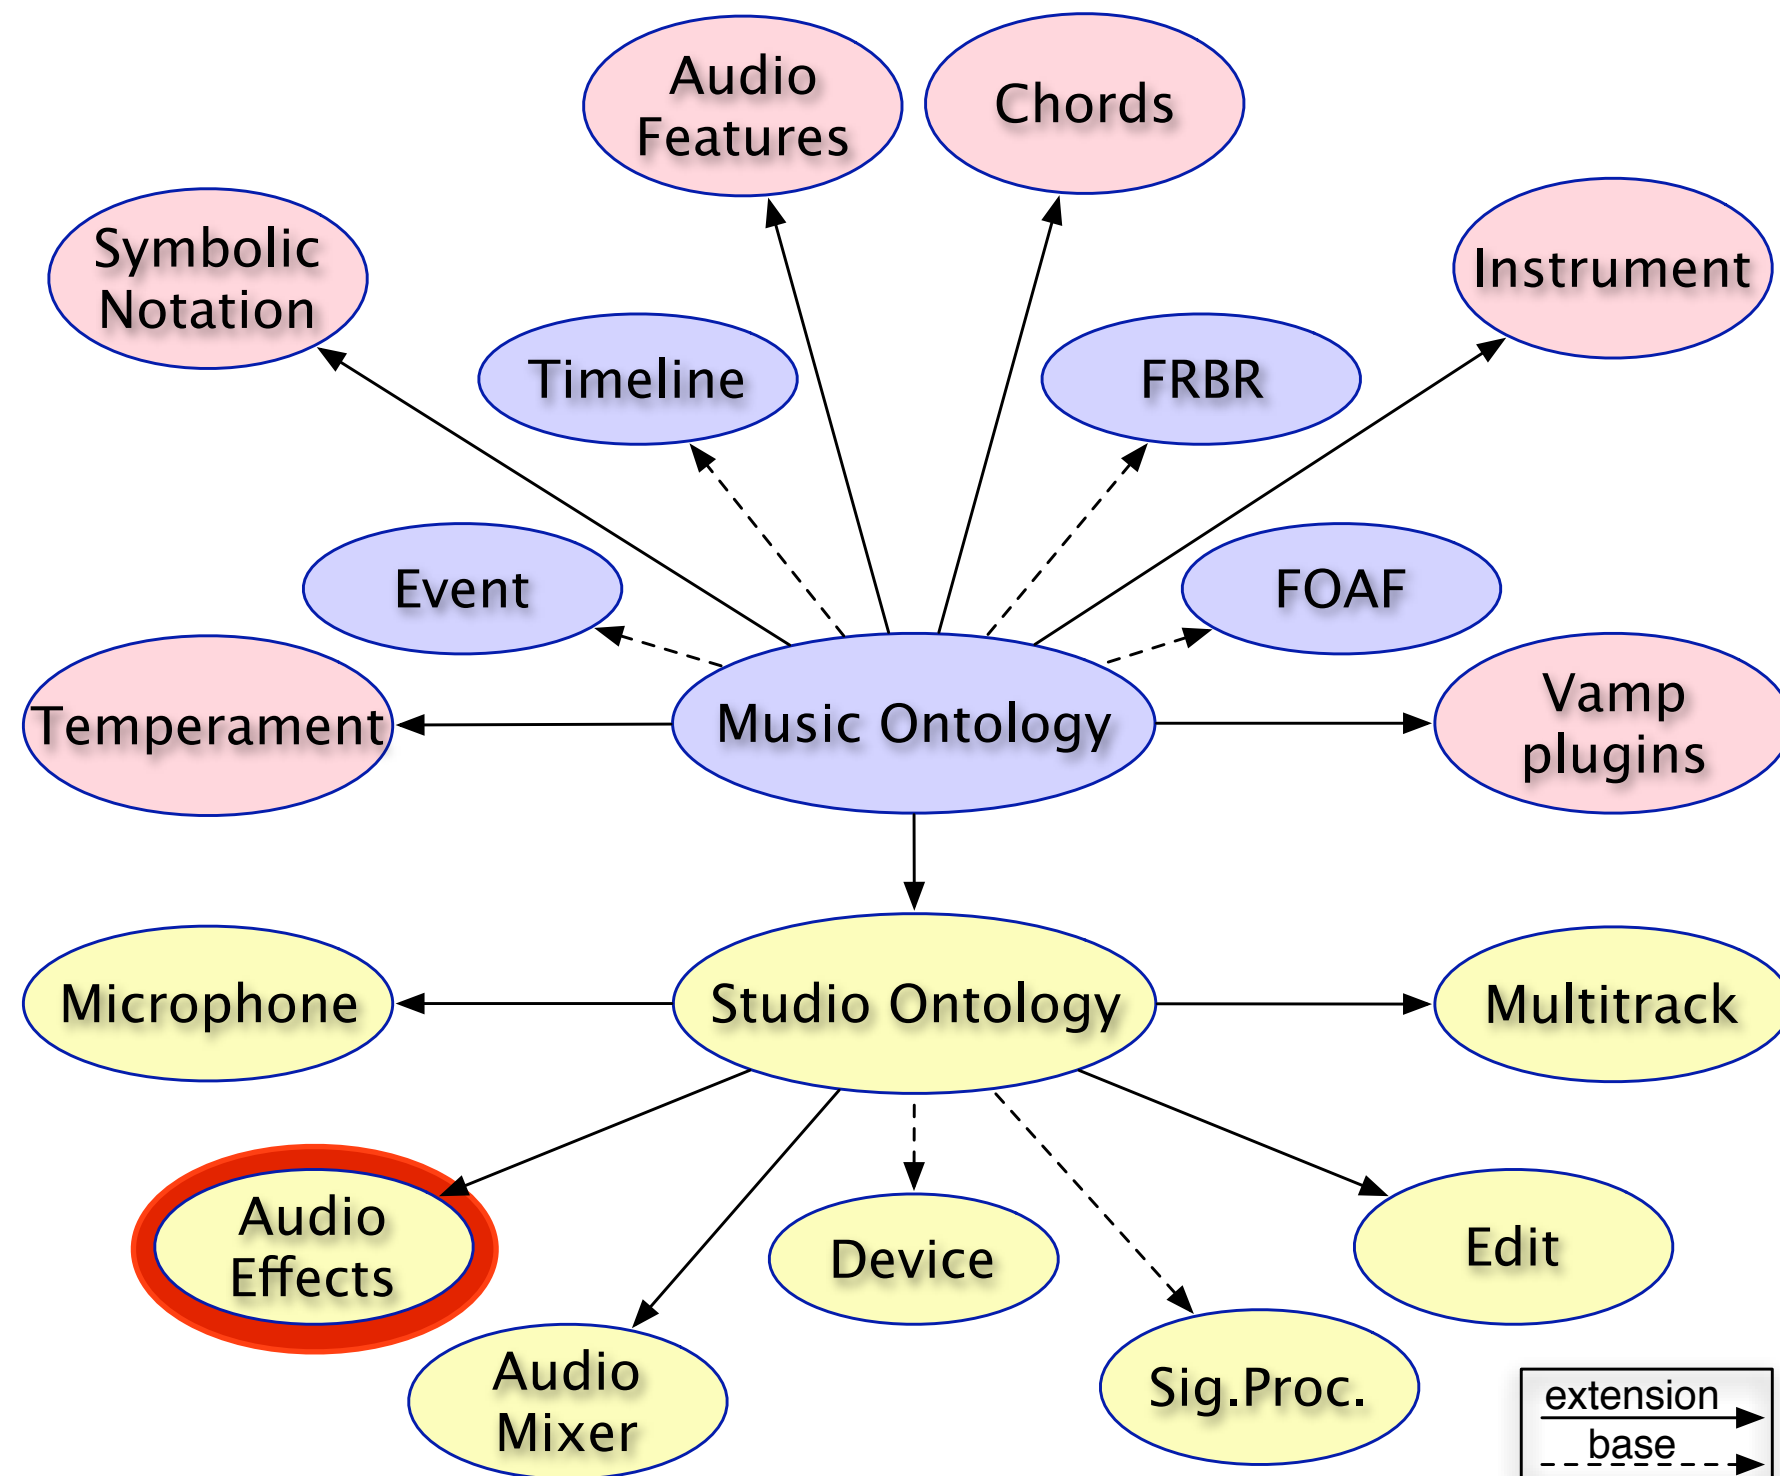 Audio
Features
Chords
Symbolic
Notation
Instrument
Timeline
FRBR
Event
FOAF
Temperament
Music Ontology
Vamp
plugins
Microphone
Studio Ontology
Multitrack
Audio
Effects
Device
Edit
Audio
Mixer
Sig.Proc.
extension
base